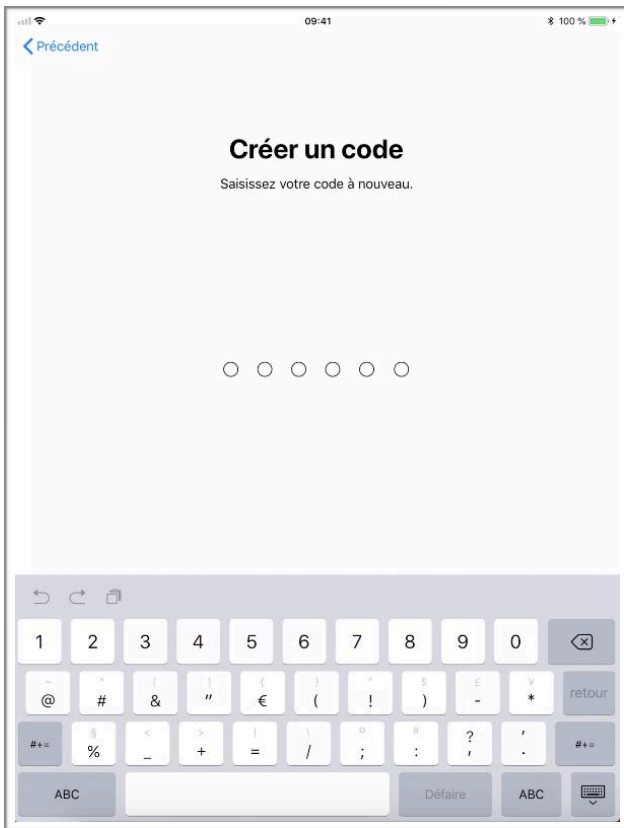 09:41
100 %
Précédent
Créer un code
Saisissez votre code à nouveau.
1 2 3 4 5 6 7 8 9 0
@ # & " € ( ! ) - *
retour
#+= % _ + = / ; : ? , ' . #+=
ABC Défaire ABC